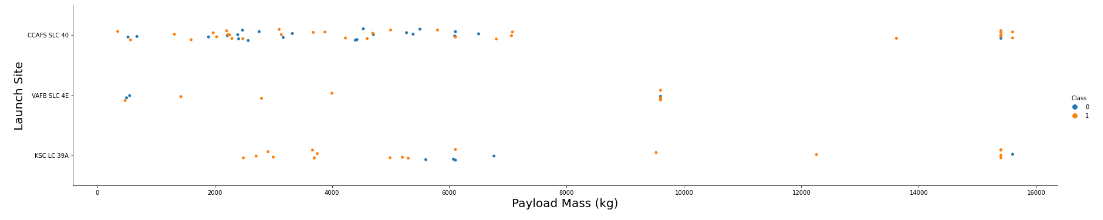 Launch Site
CCAFS SLC 40
VAFB SLC 4E
KSC LC 39A
0 2000 4000 6000 8000 10000 12000 14000 16000
Payload Mass (kg)
Class
0
1